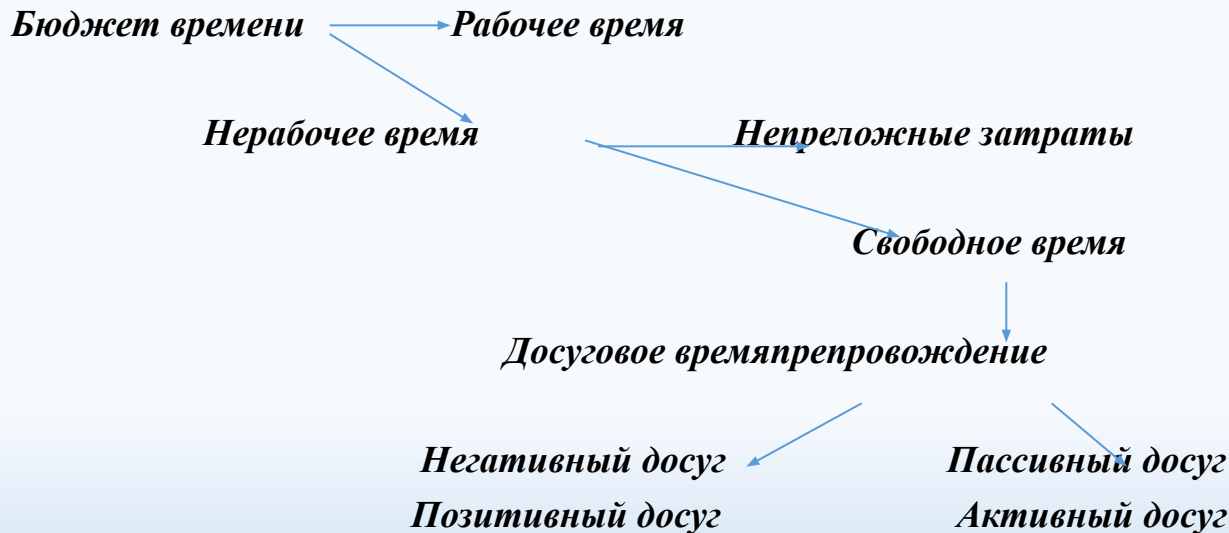 Бюджет времени Рабочее время
Нерабочее время Непреложные затраты
Свободное время
Досуговое времяпрепровождение
Негативный досуг Пассивный досуг
Позитивный досуг Активный досуг